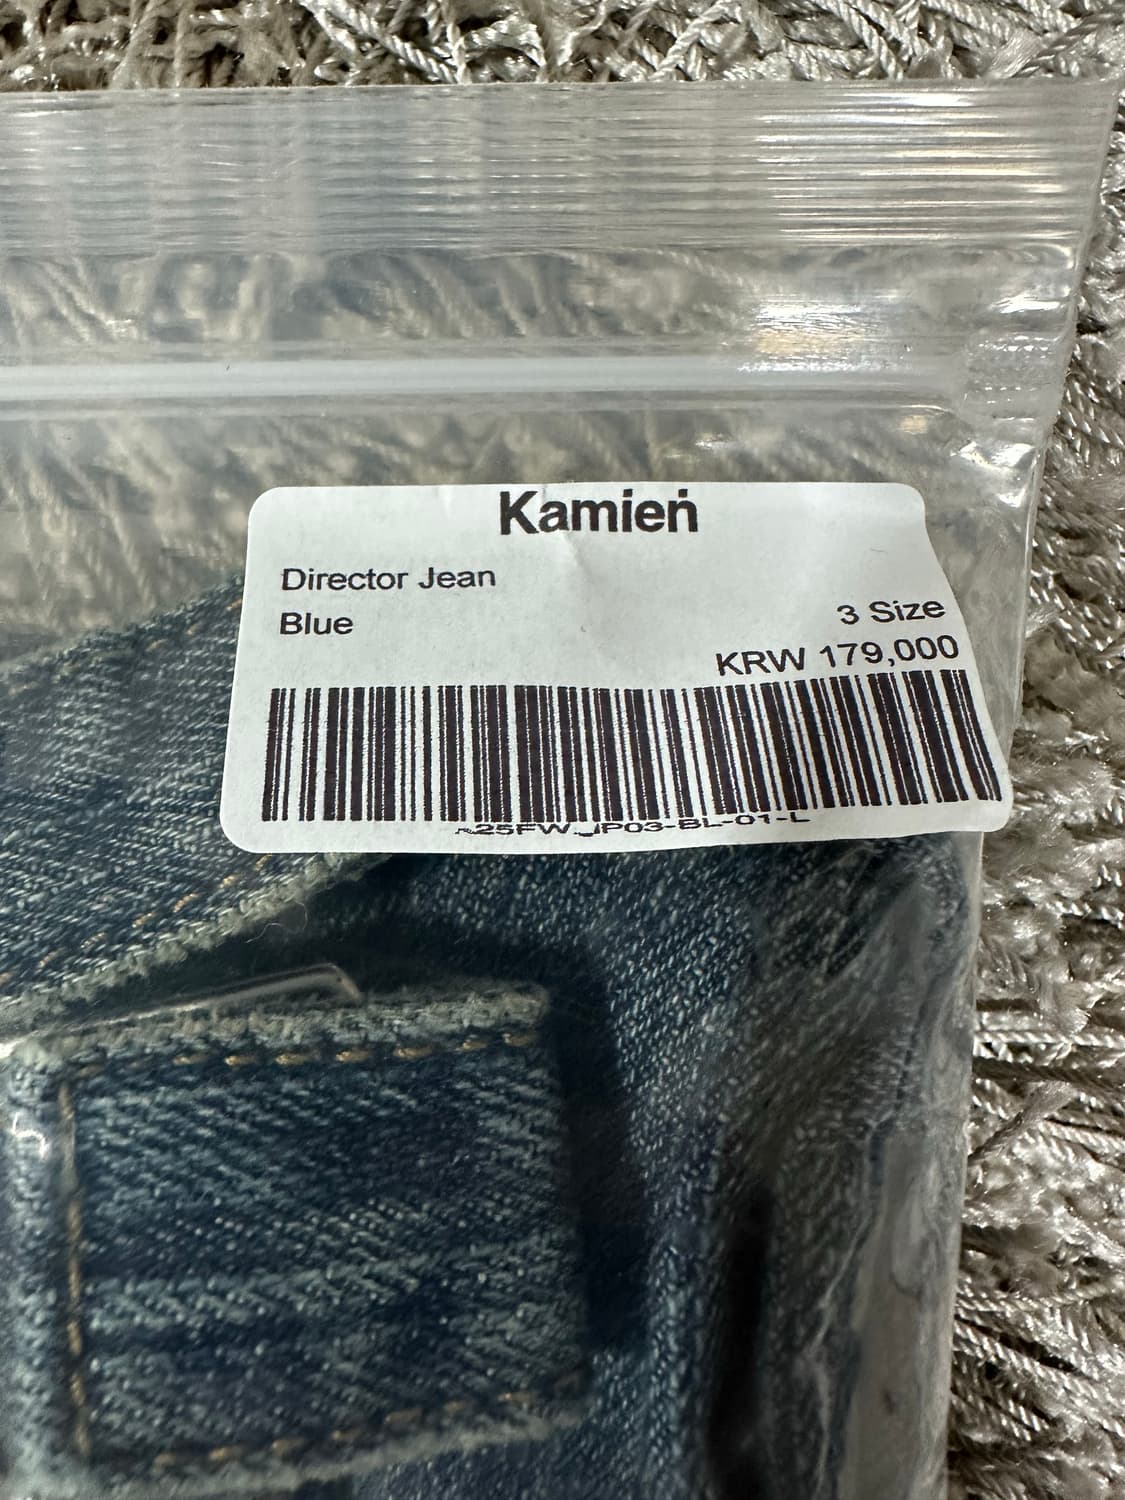 Kamień
Director Jean
Blue
3 Size
KRW 179,000
25FW_JP03-BL-01-L